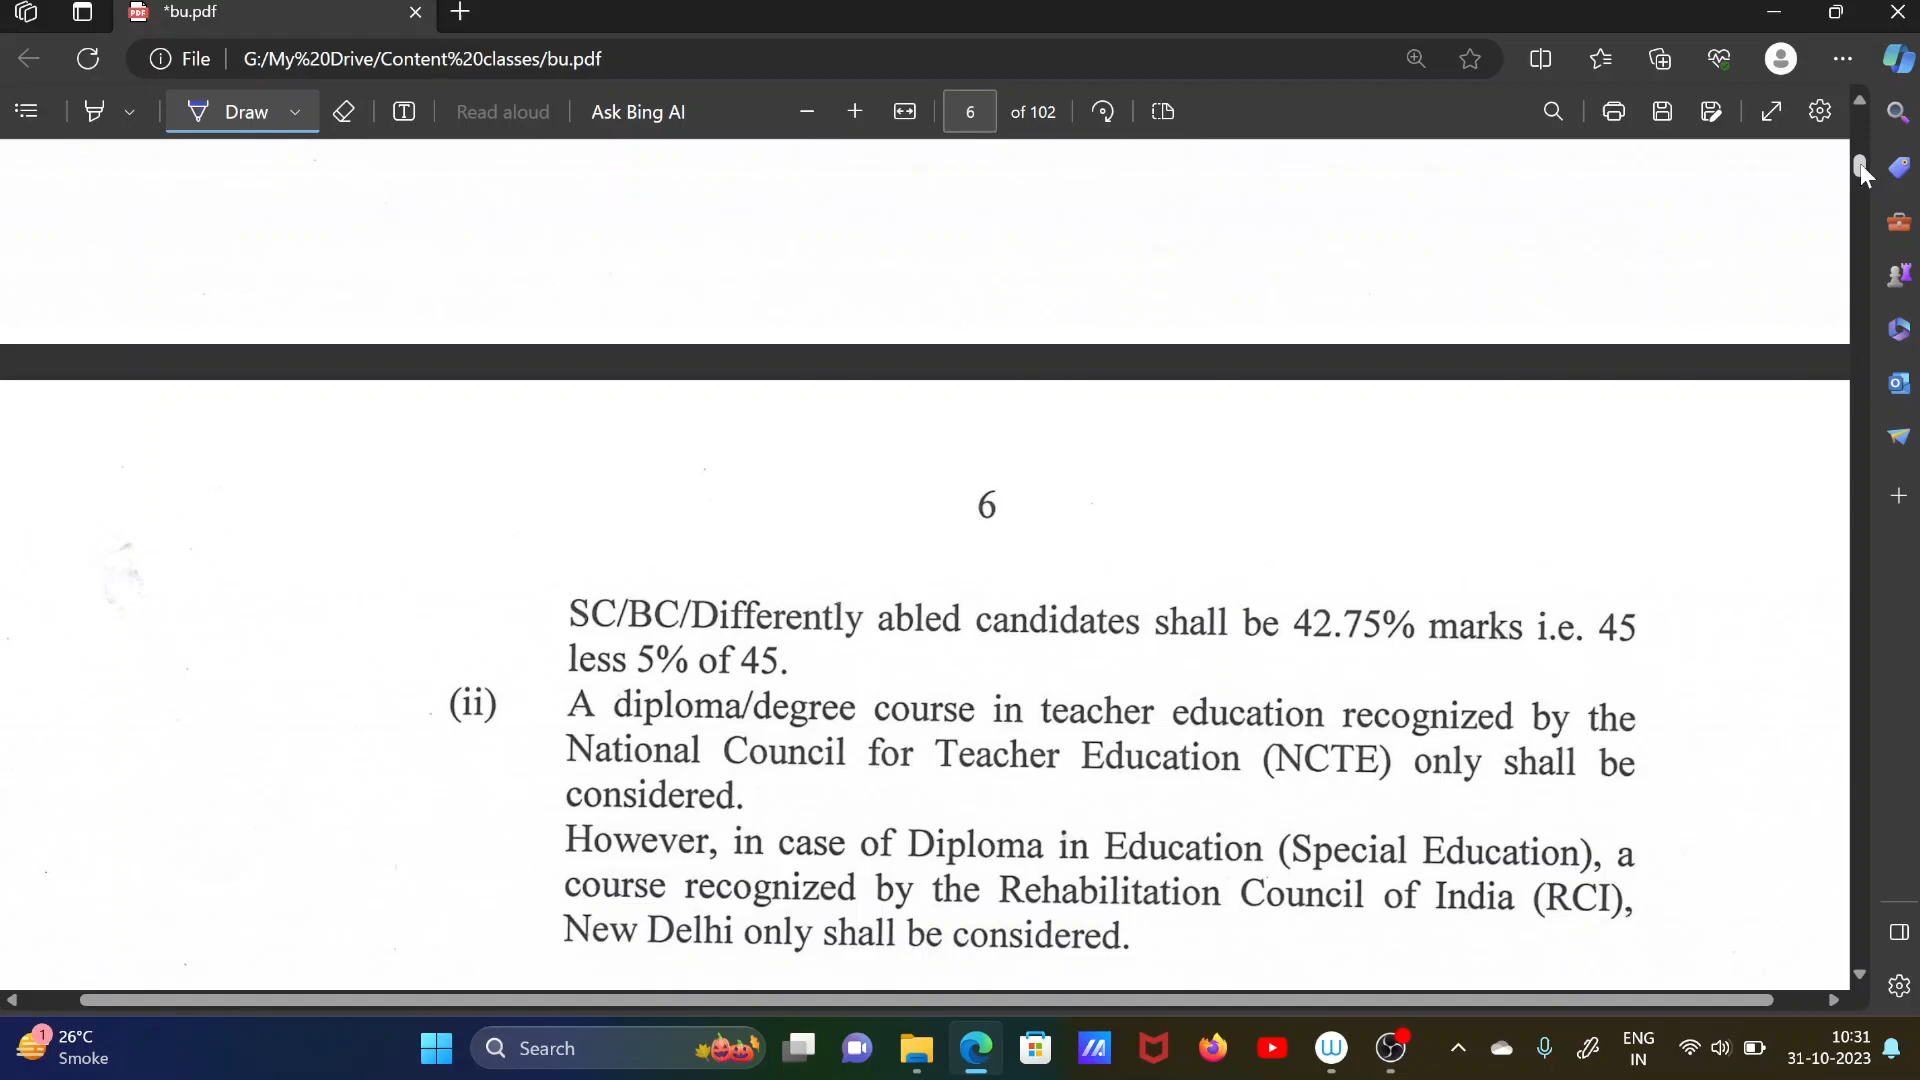 *bu.pdf
File
G:/My%20Drive/Content%20classes/bu.pdf
Draw
Read aloud
Ask Bing AI
6
of 102
6
SC/BC/Differently abled candidates shall be 42.75% marks i.e. 45
less 5% of 45.
(ii) A diploma/degree course in teacher education recognized by the
National Council for Teacher Education (NCTE) only shall be
considered.
However, in case of Diploma in Education (Special Education), a
course recognized by the Rehabilitation Council of India (RCI),
New Delhi only shall be considered.
1
26°C
Smoke
Search
ENG
IN
10:31
31-10-2023